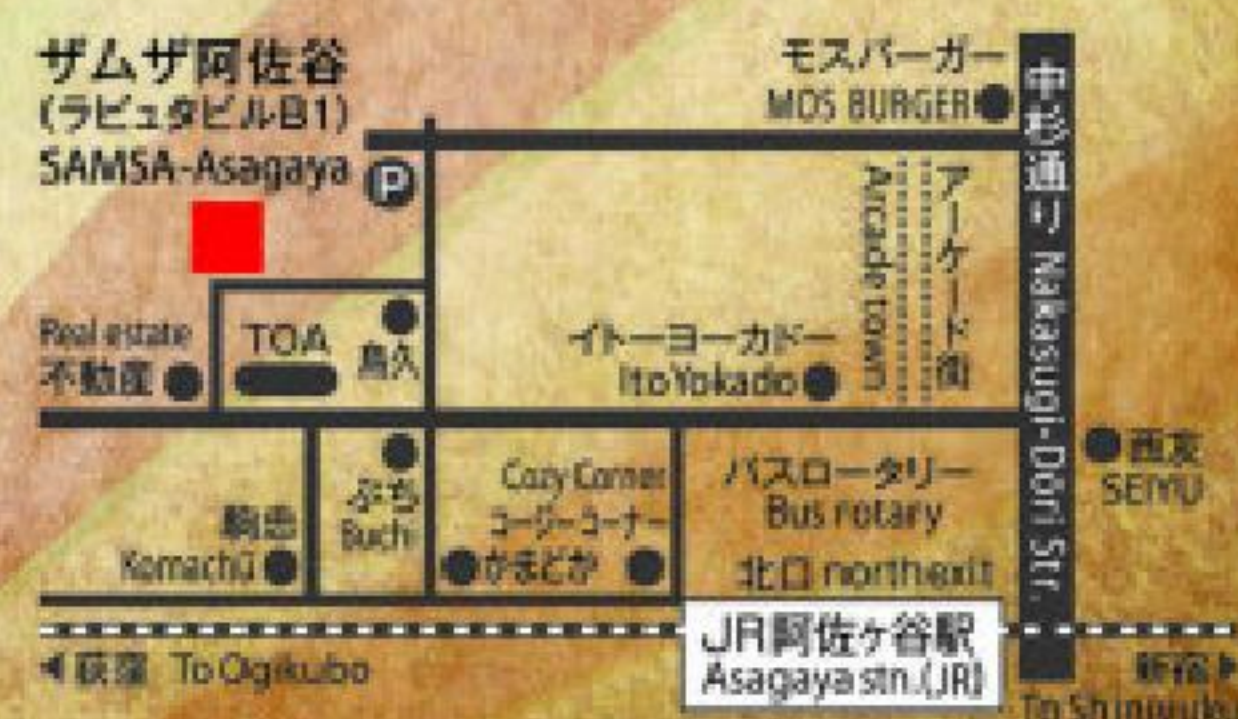 ザムザ阿佐谷
(ラピュタビルB1)
SAMSA-Asagaya
P
モスバーガー
MOS BURGER
中杉通り Nakasugi-Dōri Str.
アーケード街
Arcade town
Real estate
不動産
TOA
鳥久
イトーヨーカドー
Ito Yokado
西友
SEIYU
駒忠
Komachū
ぶち
Buchi
Cozy Corner
コージーコーナー
かまどか
バスロータリー
Bus rotary
北口 north exit
JR阿佐ヶ谷駅
Asagaya stn.(JR)
荻窪 To Ogikubo
新宿
To Shinjuku